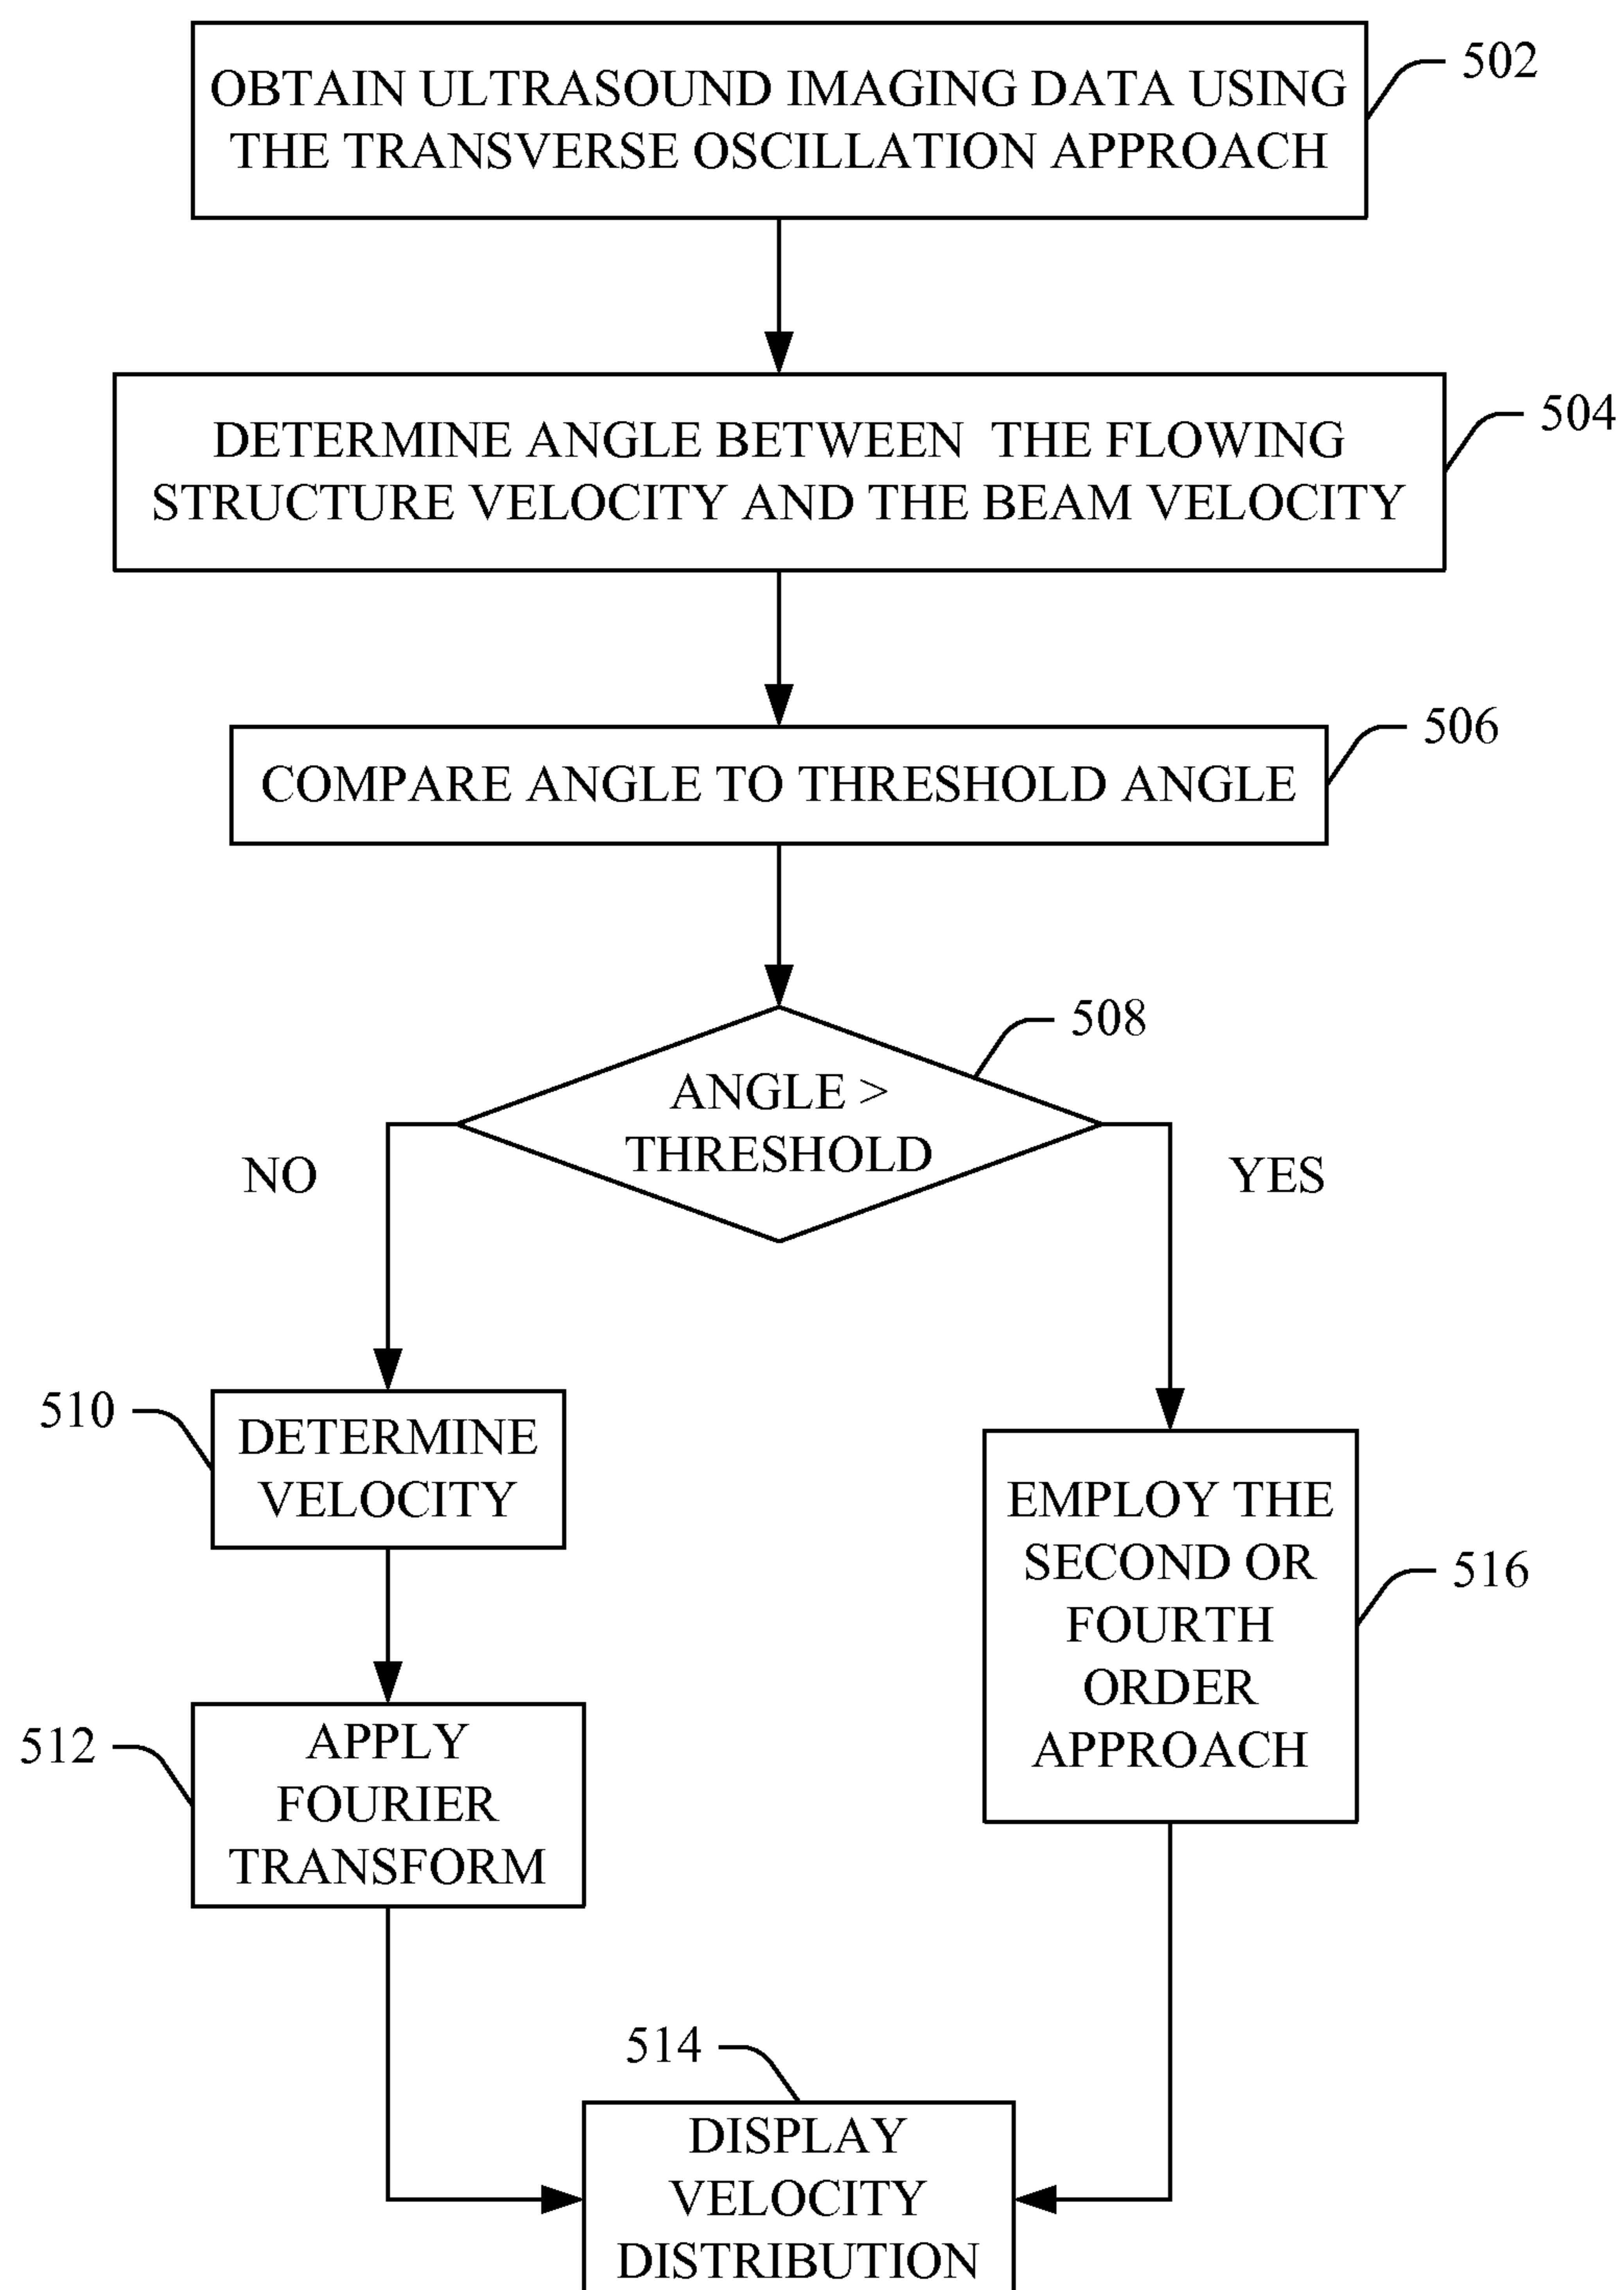 OBTAIN ULTRASOUND IMAGING DATA USING
THE TRANSVERSE OSCILLATION APPROACH
502
DETERMINE ANGLE BETWEEN THE FLOWING
STRUCTURE VELOCITY AND THE BEAM VELOCITY
504
COMPARE ANGLE TO THRESHOLD ANGLE
506
ANGLE >
THRESHOLD
508
NO
YES
510
DETERMINE
VELOCITY
512
APPLY
FOURIER
TRANSFORM
EMPLOY THE
SECOND OR
FOURTH
ORDER
APPROACH
516
514
DISPLAY
VELOCITY
DISTRIBUTION